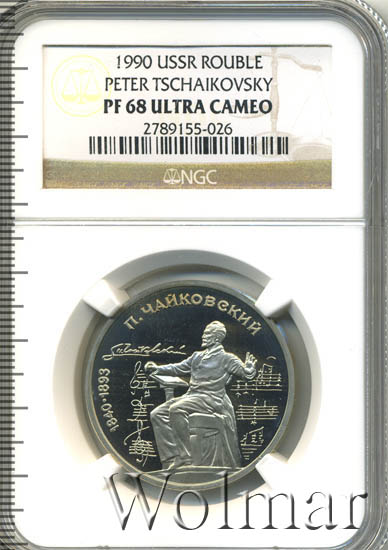 1990 USSR ROUBLE
PETER TSCHAIKOVSKY
PF 68 ULTRA CAMEO
2789155-026
NGC
П. ЧАЙКОВСКИЙ
1840-1893
Wolmar